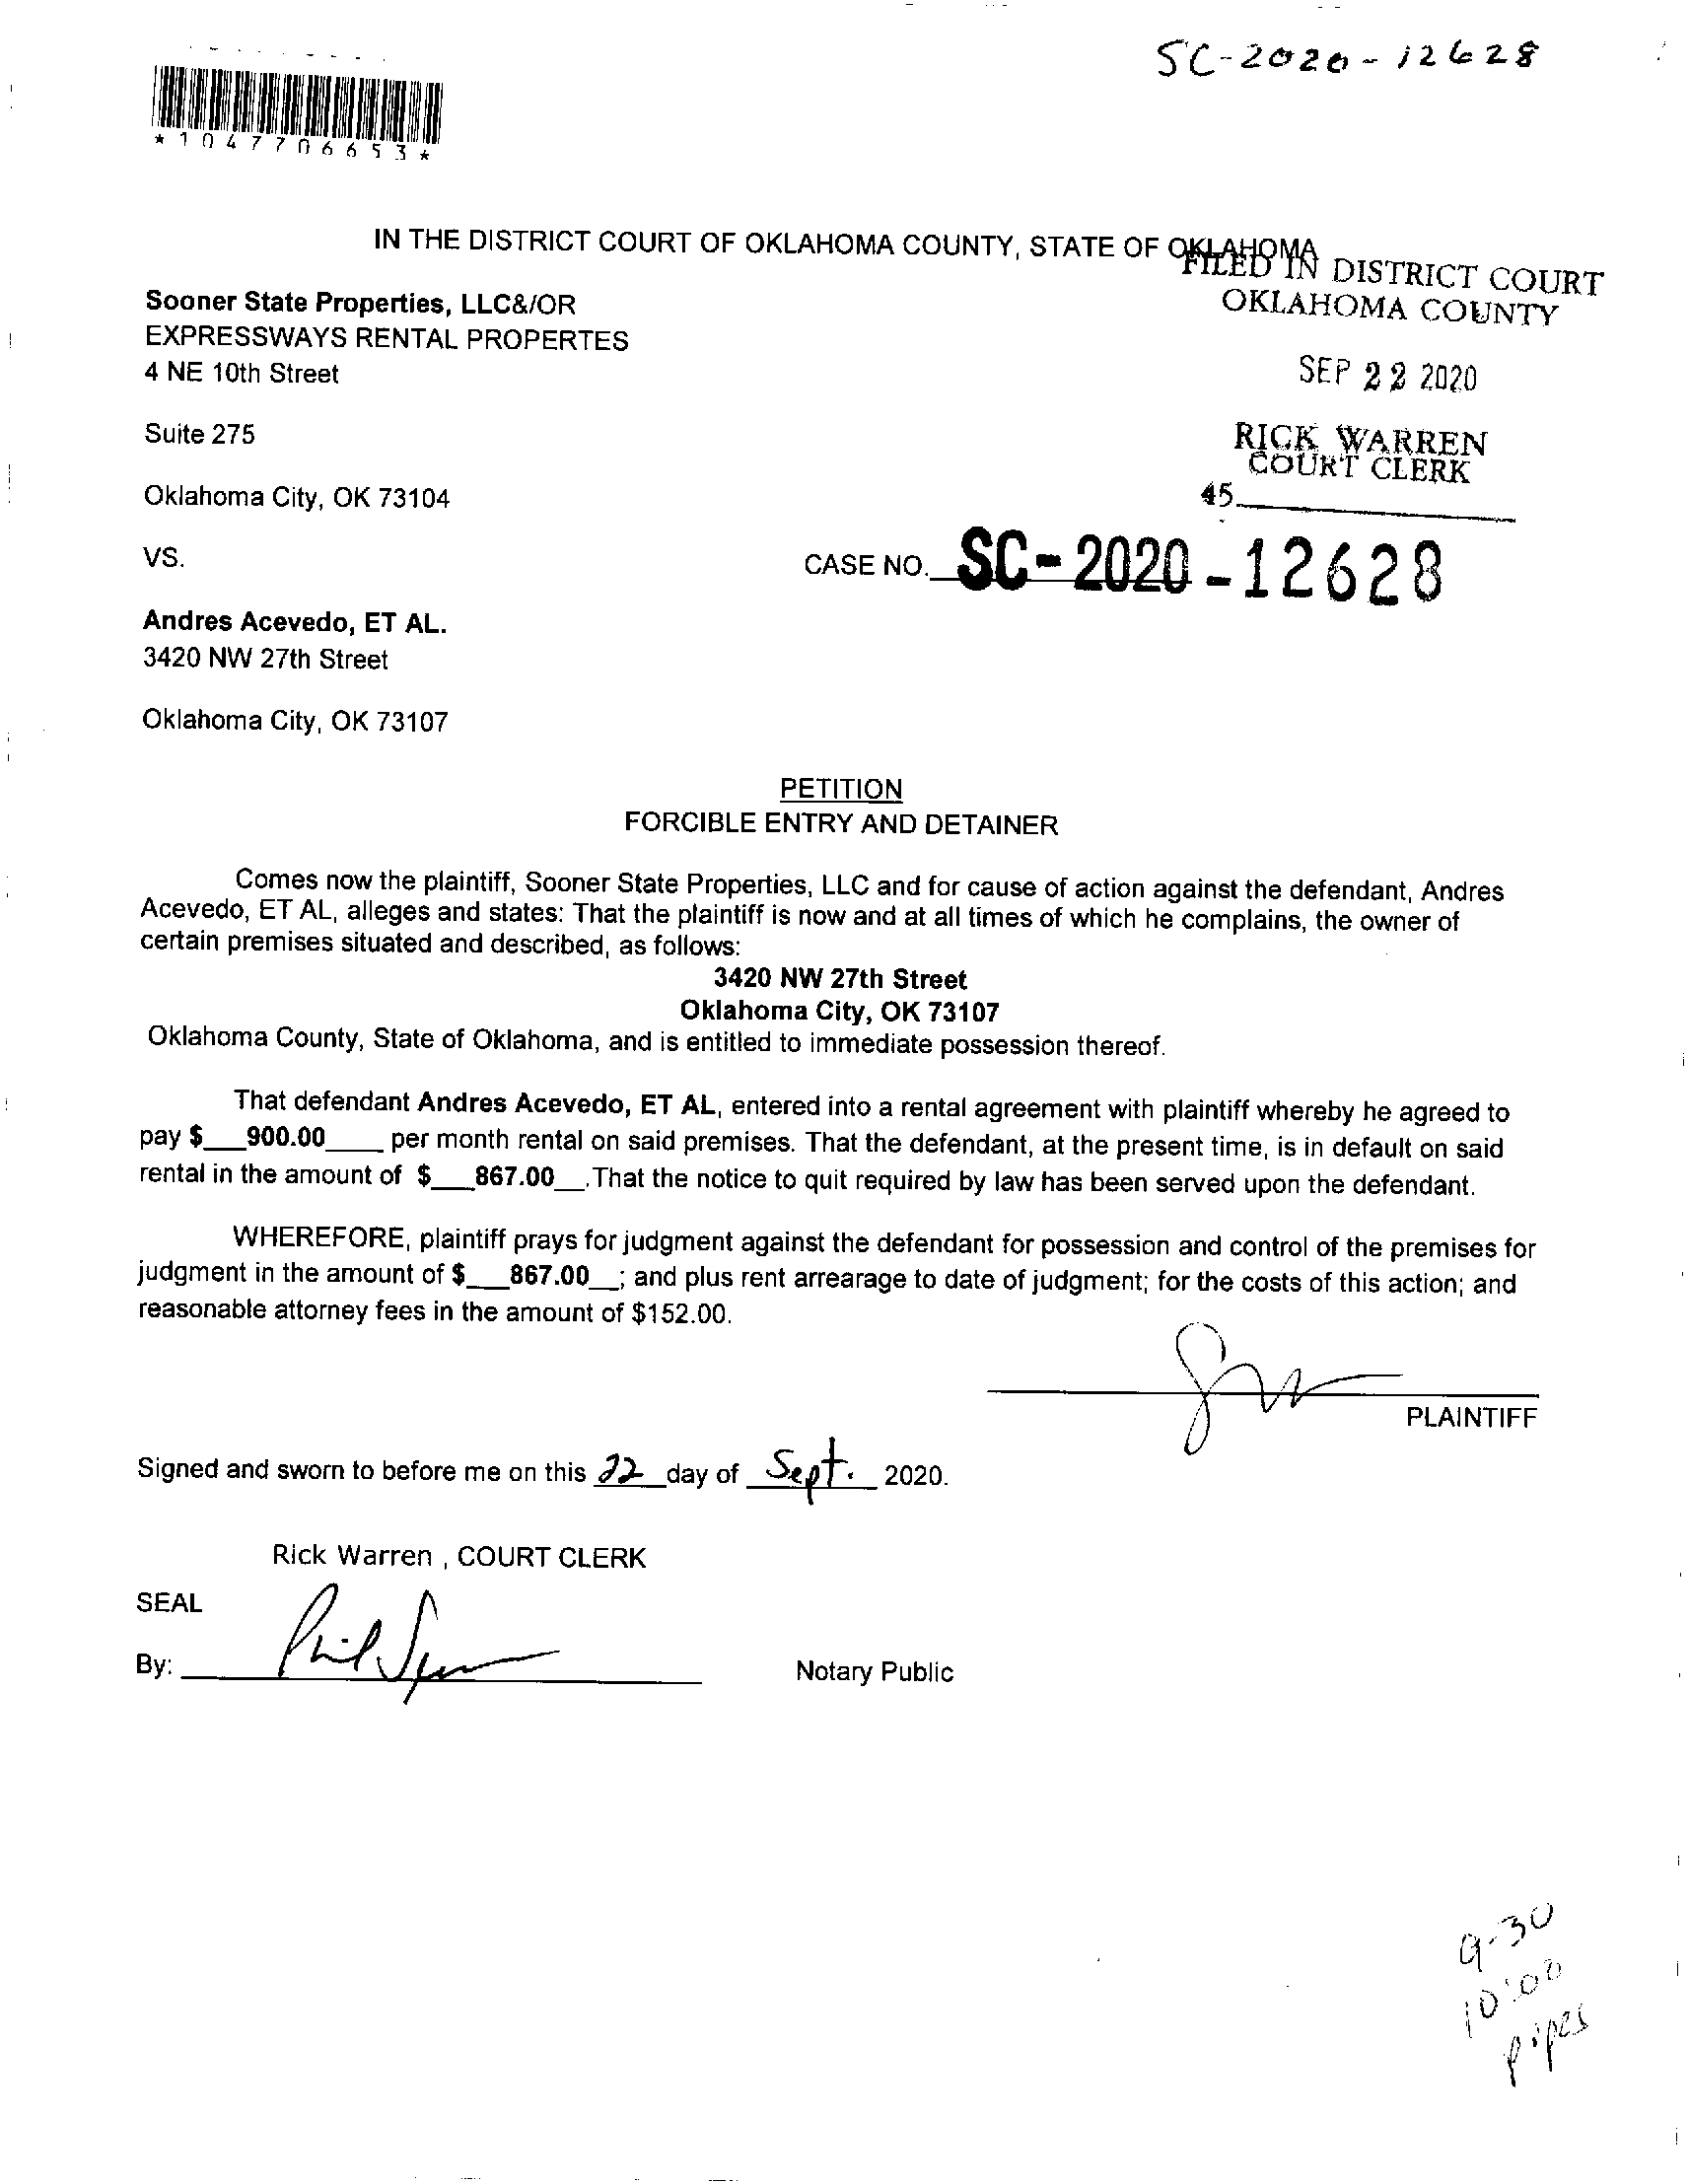 SC-2020-12628
*1047706653*
IN THE DISTRICT COURT OF OKLAHOMA COUNTY, STATE OF OKLAHOMA
FILED IN DISTRICT COURT
OKLAHOMA COUNTY
SEP 22 2020
RICK WARREN
COURT CLERK
45
Sooner State Properties, LLC&/OR
EXPRESSWAYS RENTAL PROPERTES
4 NE 10th Street
Suite 275
Oklahoma City, OK 73104
VS.
CASE NO. SC-2020-12628
Andres Acevedo, ET AL.
3420 NW 27th Street
Oklahoma City, OK 73107
PETITION
FORCIBLE ENTRY AND DETAINER
Comes now the plaintiff, Sooner State Properties, LLC and for cause of action against the defendant, Andres
Acevedo, ET AL, alleges and states: That the plaintiff is now and at all times of which he complains, the owner of
certain premises situated and described, as follows:
3420 NW 27th Street
Oklahoma City, OK 73107
Oklahoma County, State of Oklahoma, and is entitled to immediate possession thereof.
That defendant Andres Acevedo, ET AL, entered into a rental agreement with plaintiff whereby he agreed to
pay $___900.00____ per month rental on said premises. That the defendant, at the present time, is in default on said
rental in the amount of $___867.00__.That the notice to quit required by law has been served upon the defendant.
WHEREFORE, plaintiff prays for judgment against the defendant for possession and control of the premises for
judgment in the amount of $___867.00__; and plus rent arrearage to date of judgment; for the costs of this action; and
reasonable attorney fees in the amount of $152.00.
PLAINTIFF
Signed and sworn to before me on this 22 day of Sept. 2020.
Rick Warren , COURT CLERK
SEAL
By: Phil
Notary Public
9-30
10:00
pipes